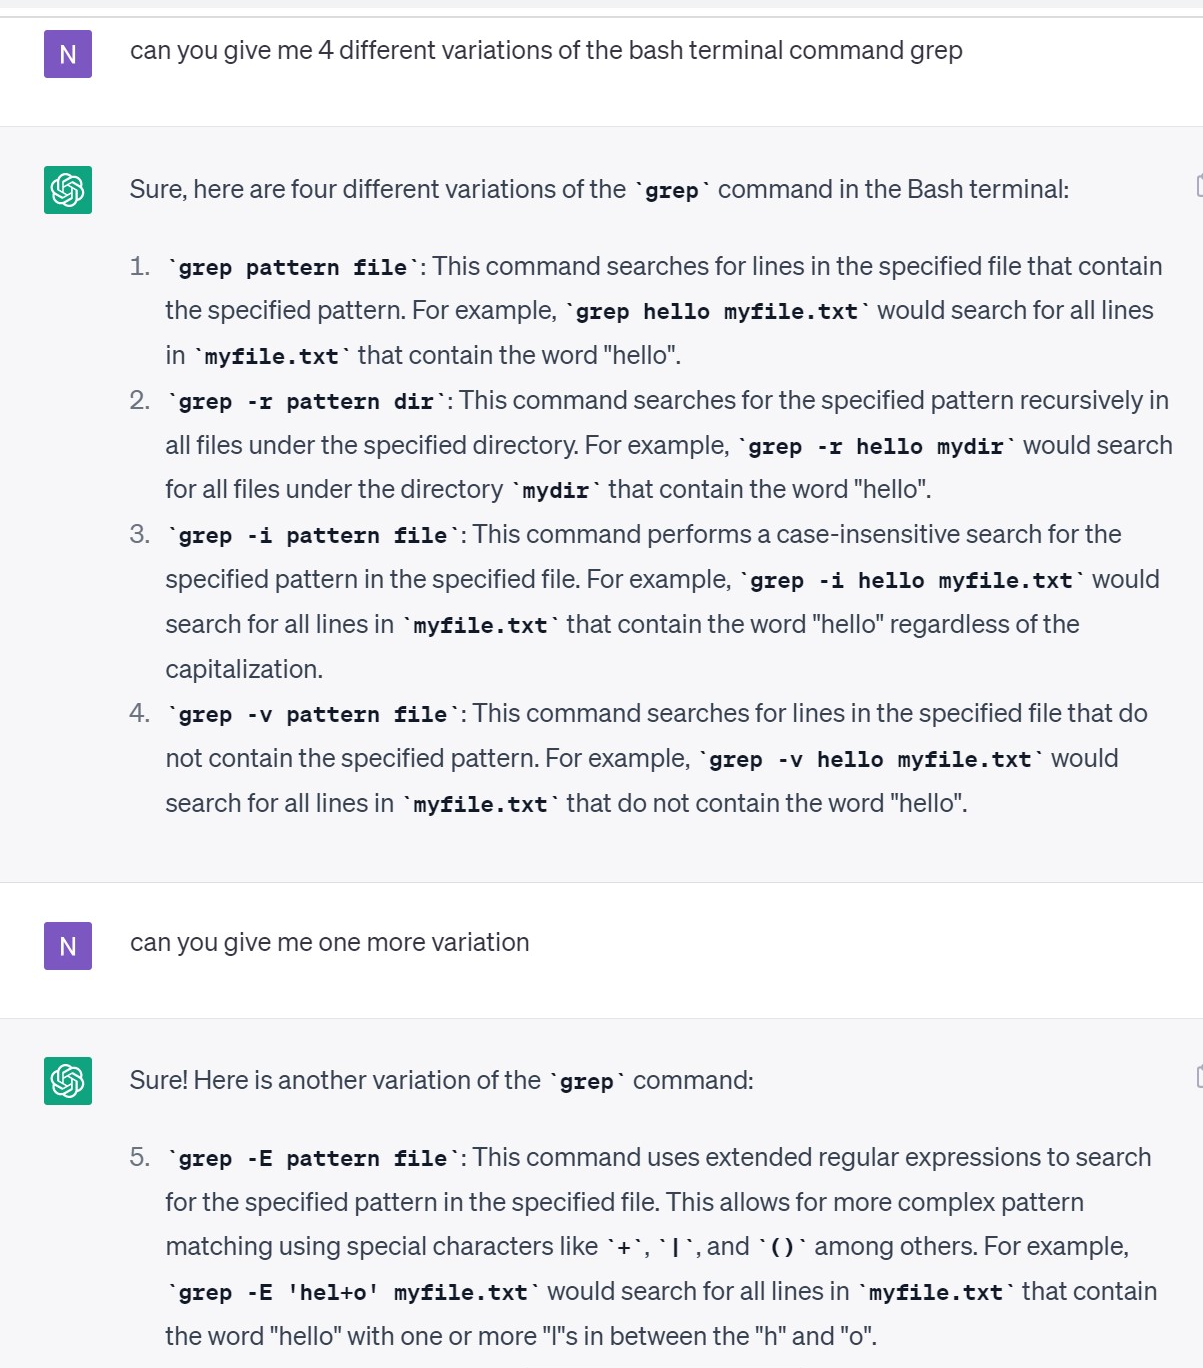 N
can you give me 4 different variations of the bash terminal command grep
Sure, here are four different variations of the `grep` command in the Bash terminal:
1. `grep pattern file`: This command searches for lines in the specified file that contain
the specified pattern. For example, `grep hello myfile.txt` would search for all lines
in `myfile.txt` that contain the word "hello".
2. `grep -r pattern dir`: This command searches for the specified pattern recursively in
all files under the specified directory. For example, `grep -r hello mydir` would search
for all files under the directory `mydir` that contain the word "hello".
3. `grep -i pattern file`: This command performs a case-insensitive search for the
specified pattern in the specified file. For example, `grep -i hello myfile.txt` would
search for all lines in `myfile.txt` that contain the word "hello" regardless of the
capitalization.
4. `grep -v pattern file`: This command searches for lines in the specified file that do
not contain the specified pattern. For example, `grep -v hello myfile.txt` would
search for all lines in `myfile.txt` that do not contain the word "hello".
N
can you give me one more variation
Sure! Here is another variation of the `grep` command:
5. `grep -E pattern file`: This command uses extended regular expressions to search
for the specified pattern in the specified file. This allows for more complex pattern
matching using special characters like `+`, `|`, and `()` among others. For example,
`grep -E 'hel+o' myfile.txt` would search for all lines in `myfile.txt` that contain
the word "hello" with one or more "l"s in between the "h" and "o".